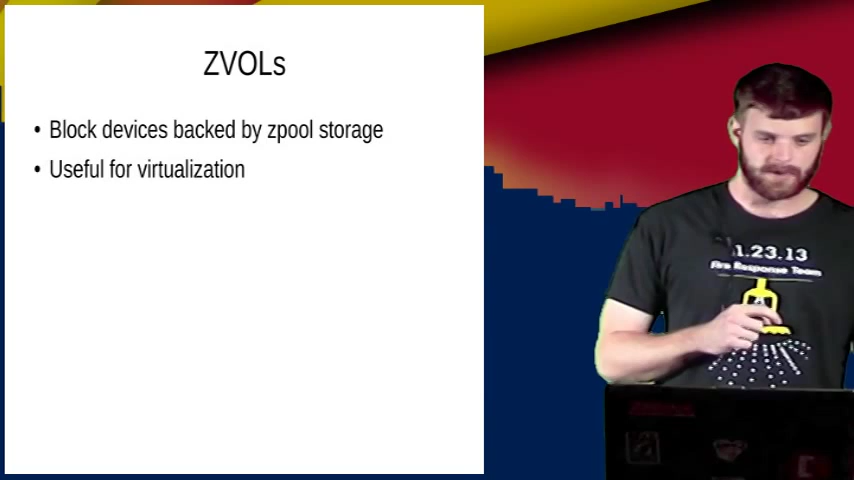 ZVOLs
• Block devices backed by zpool storage
• Useful for virtualization
1.23.13
Fire Response Team